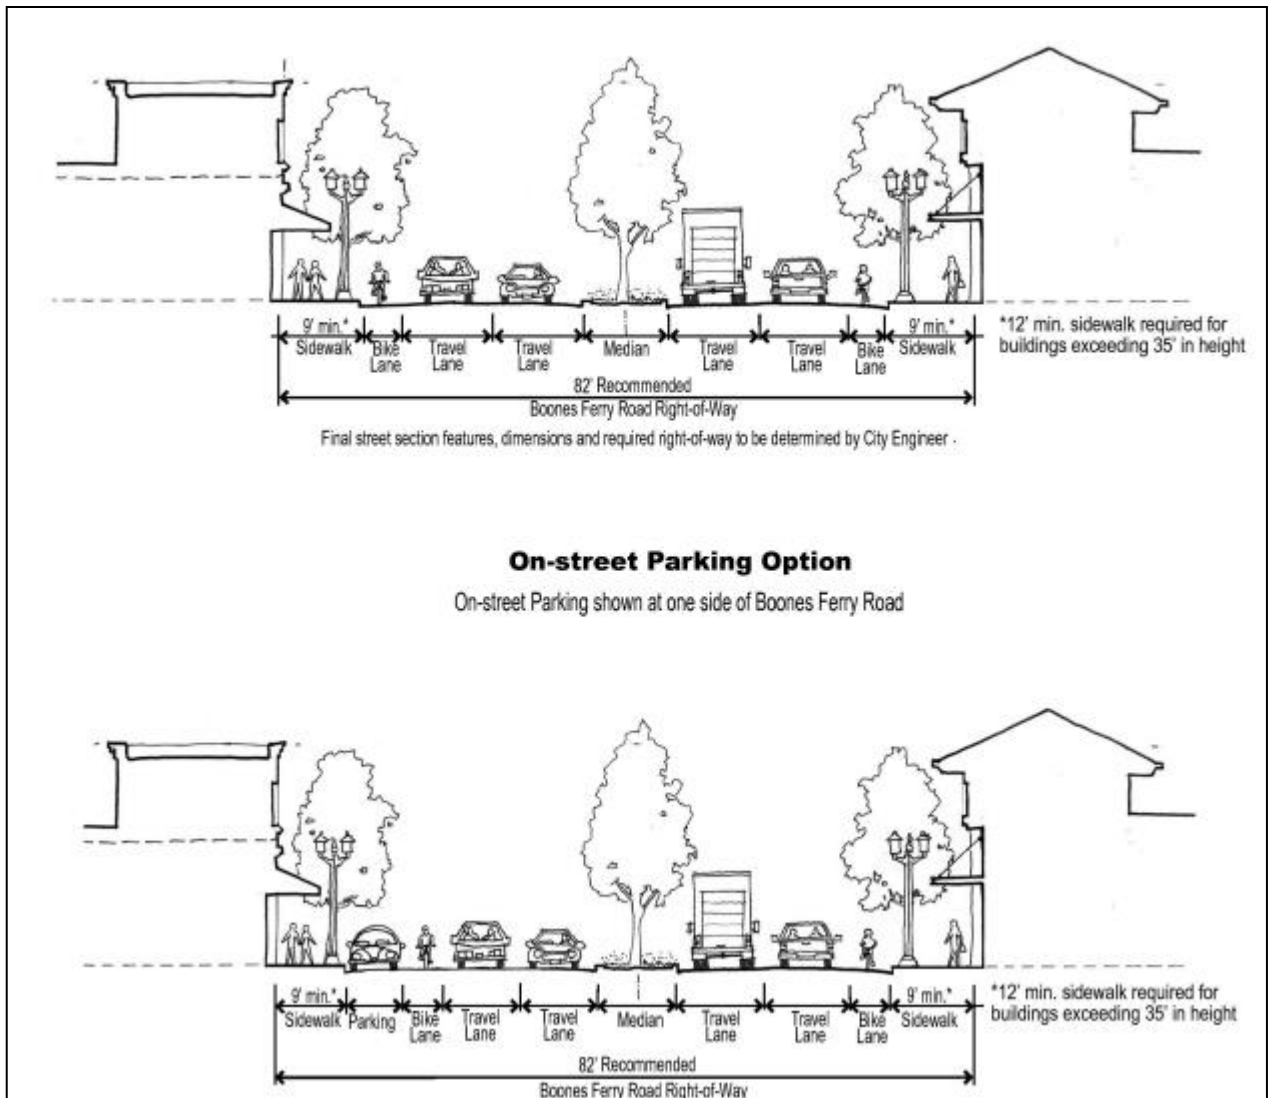 9' min.* 9' min.* *12' min. sidewalk required for
Sidewalk Bike Travel Travel Median Travel Travel Bike Sidewalk buildings exceeding 35' in height
Lane Lane Lane Lane Lane Lane
82' Recommended
Boones Ferry Road Right-of-Way
Final street section features, dimensions and required right-of-way to be determined by City Engineer .
On-street Parking Option
On-street Parking shown at one side of Boones Ferry Road
9' min.* 9' min.* *12' min. sidewalk required for
Sidewalk Parking Bike Travel Travel Median Travel Travel Bike Sidewalk buildings exceeding 35' in height
Lane Lane Lane Lane Lane Lane
82' Recommended
Boones Ferry Road Right-of-Way